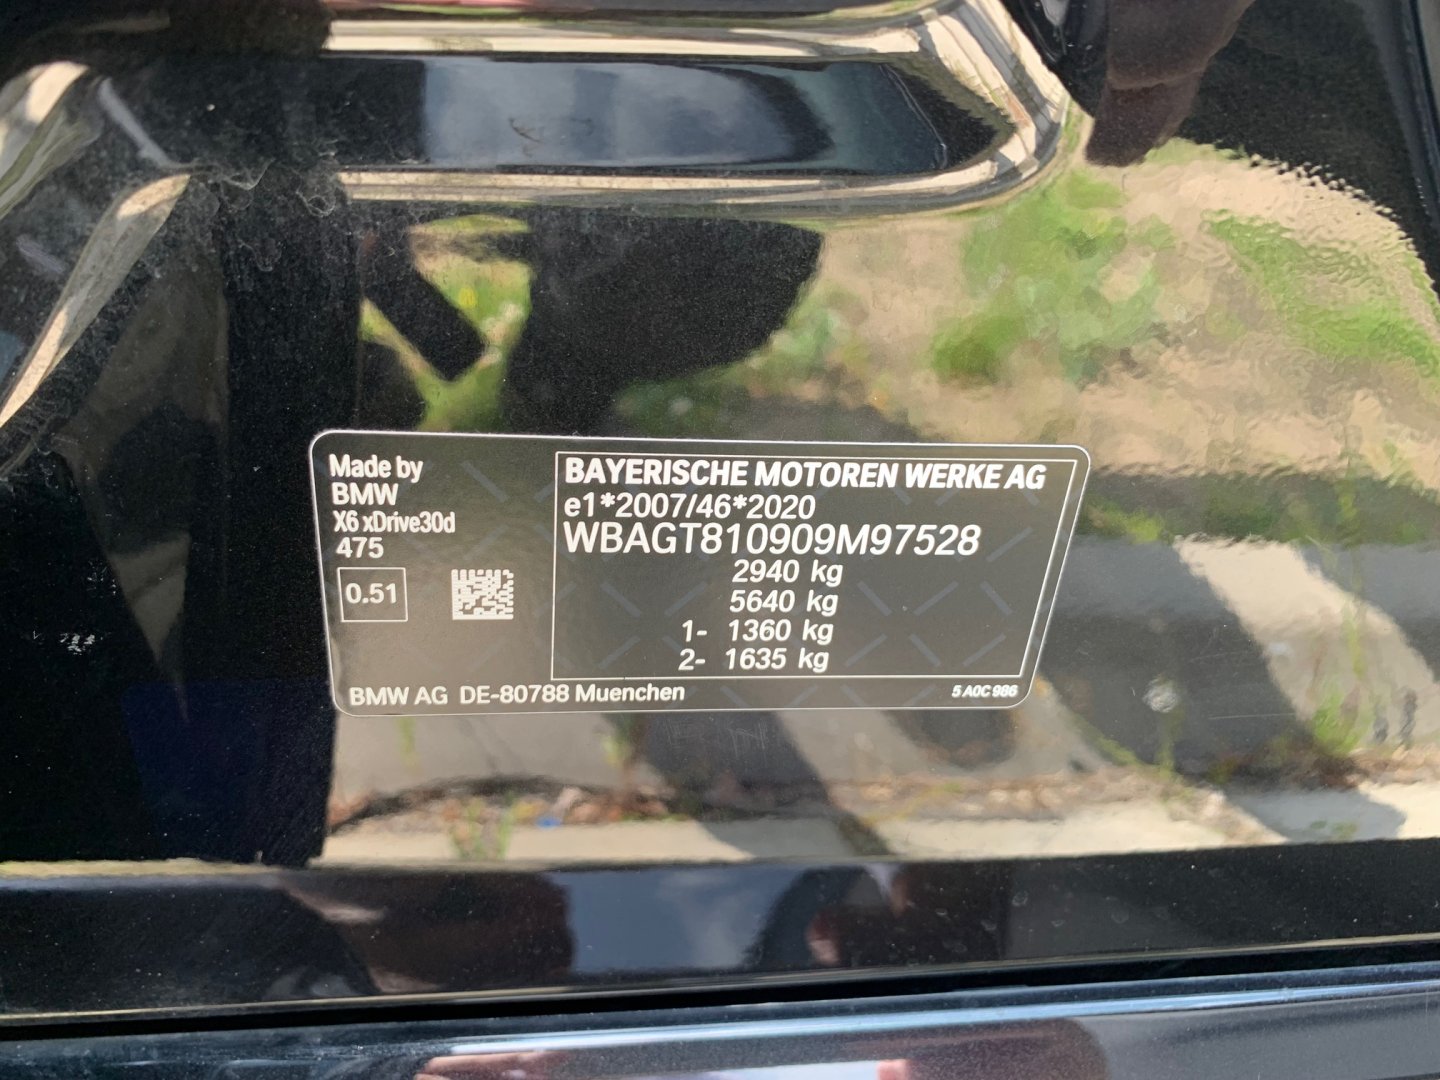 Made by
BMW
X6 xDrive30d
475
0.51
BAYERISCHE MOTOREN WERKE AG
e1*2007/46*2020
WBAGT810909M97528
2940 kg
5640 kg
1- 1360 kg
2- 1635 kg
BMW AG DE-80788 Muenchen
5 A0C 986